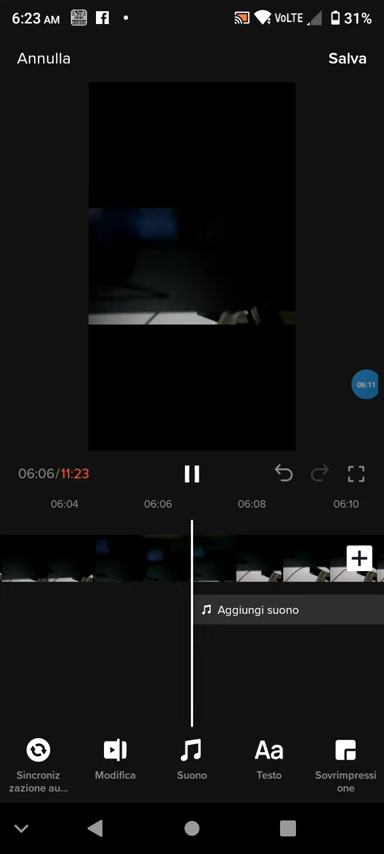 6:23 AM VoLTE 31%
Annulla Salva
06:11
06:06/11:23
06:04 06:06 06:08 06:10
Aggiungi suono
Aa
Sincroniz Modifica Suono Testo Sovrimpressi
zazione au... one